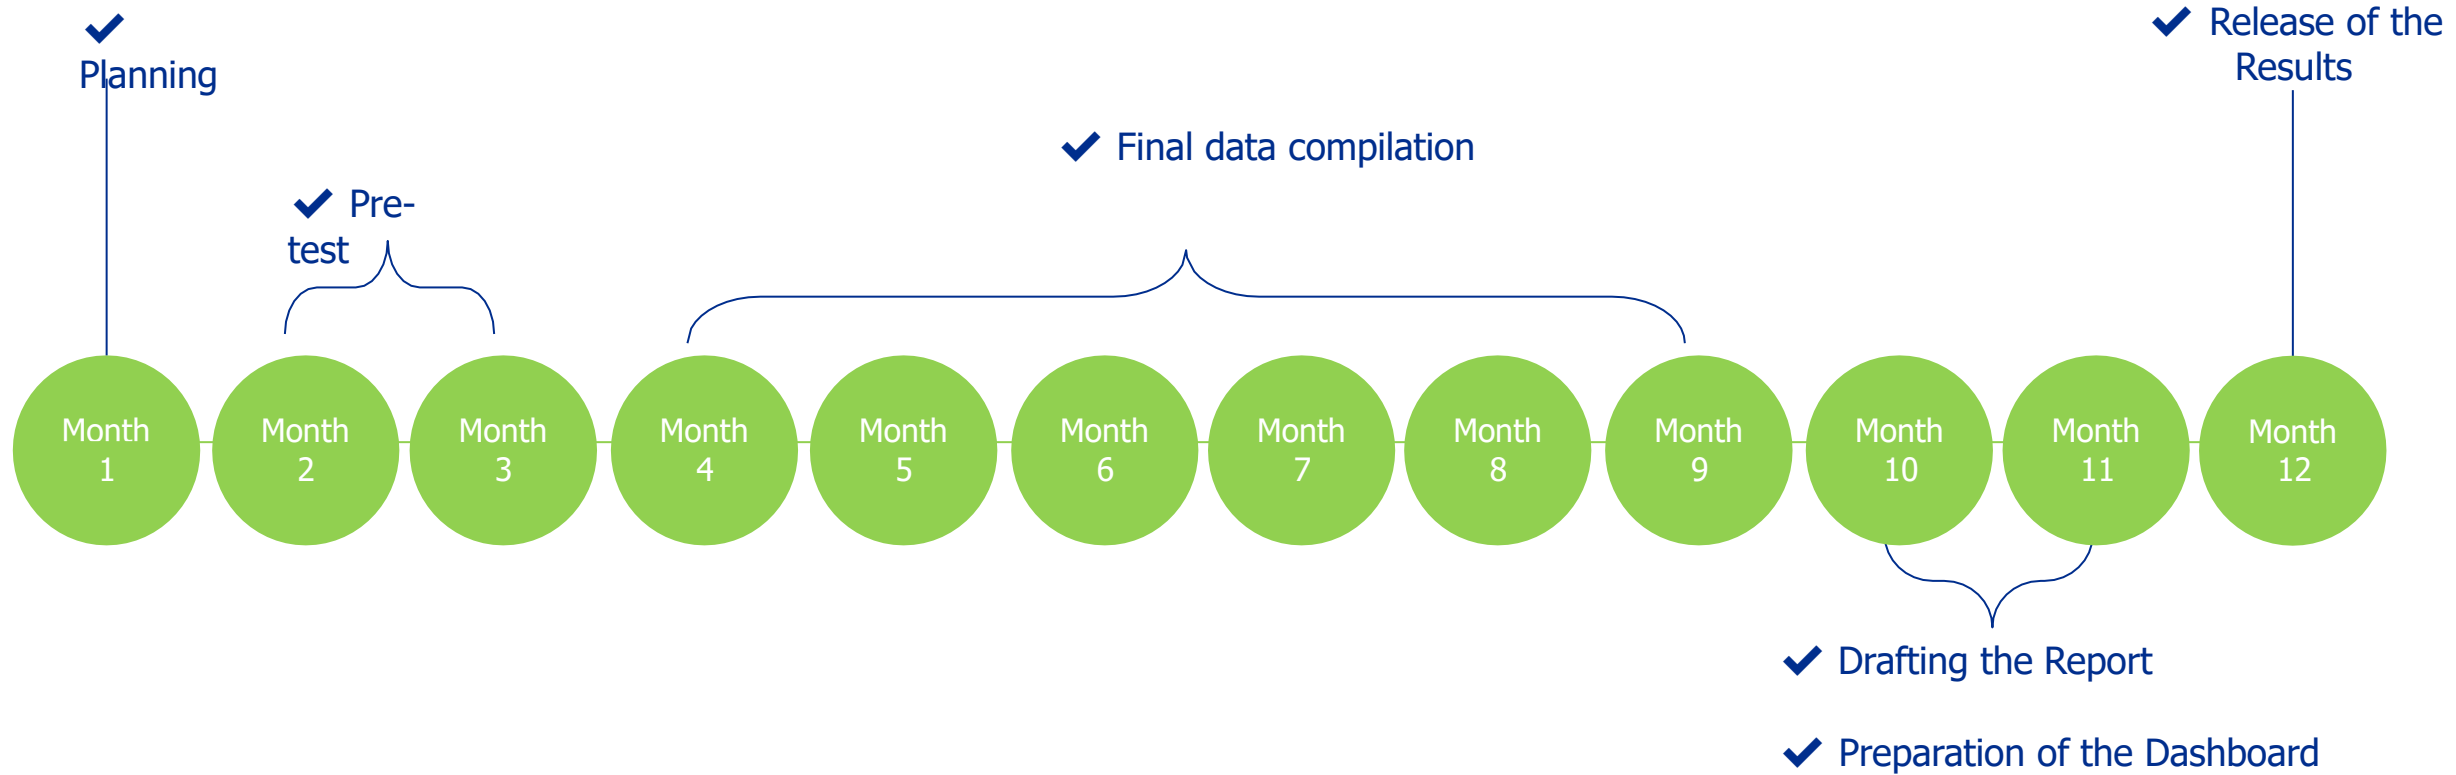 ✔
Planning
✔ Release of the
Results
✔ Final data compilation
✔ Pre-
test
Month
1
Month
2
Month
3
Month
4
Month
5
Month
6
Month
7
Month
8
Month
9
Month
10
Month
11
Month
12
✔ Drafting the Report
✔ Preparation of the Dashboard